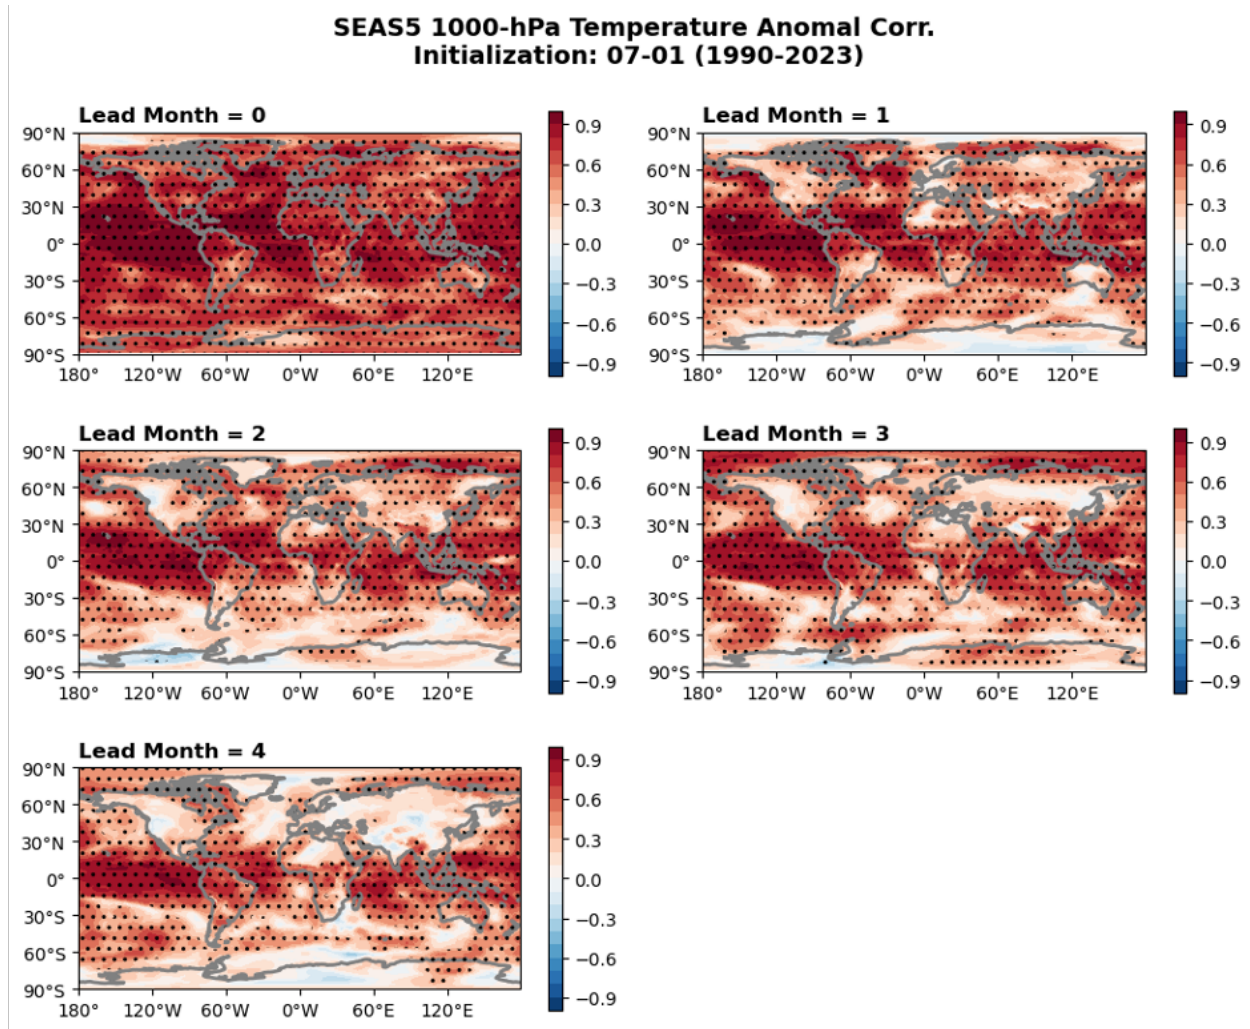 SEAS5 1000-hPa Temperature Anomal Corr.
Initialization: 07-01 (1990-2023)
Lead Month = 0
90°N
60°N
30°N
0°
30°S
60°S
90°S
180°
120°W
60°W
0°W
60°E
120°E
0.9
0.6
0.3
0.0
−0.3
−0.6
−0.9
Lead Month = 1
90°N
60°N
30°N
0°
30°S
60°S
90°S
180°
120°W
60°W
0°W
60°E
120°E
0.9
0.6
0.3
0.0
−0.3
−0.6
−0.9
Lead Month = 2
90°N
60°N
30°N
0°
30°S
60°S
90°S
180°
120°W
60°W
0°W
60°E
120°E
0.9
0.6
0.3
0.0
−0.3
−0.6
−0.9
Lead Month = 3
90°N
60°N
30°N
0°
30°S
60°S
90°S
180°
120°W
60°W
0°W
60°E
120°E
0.9
0.6
0.3
0.0
−0.3
−0.6
−0.9
Lead Month = 4
90°N
60°N
30°N
0°
30°S
60°S
90°S
180°
120°W
60°W
0°W
60°E
120°E
0.9
0.6
0.3
0.0
−0.3
−0.6
−0.9